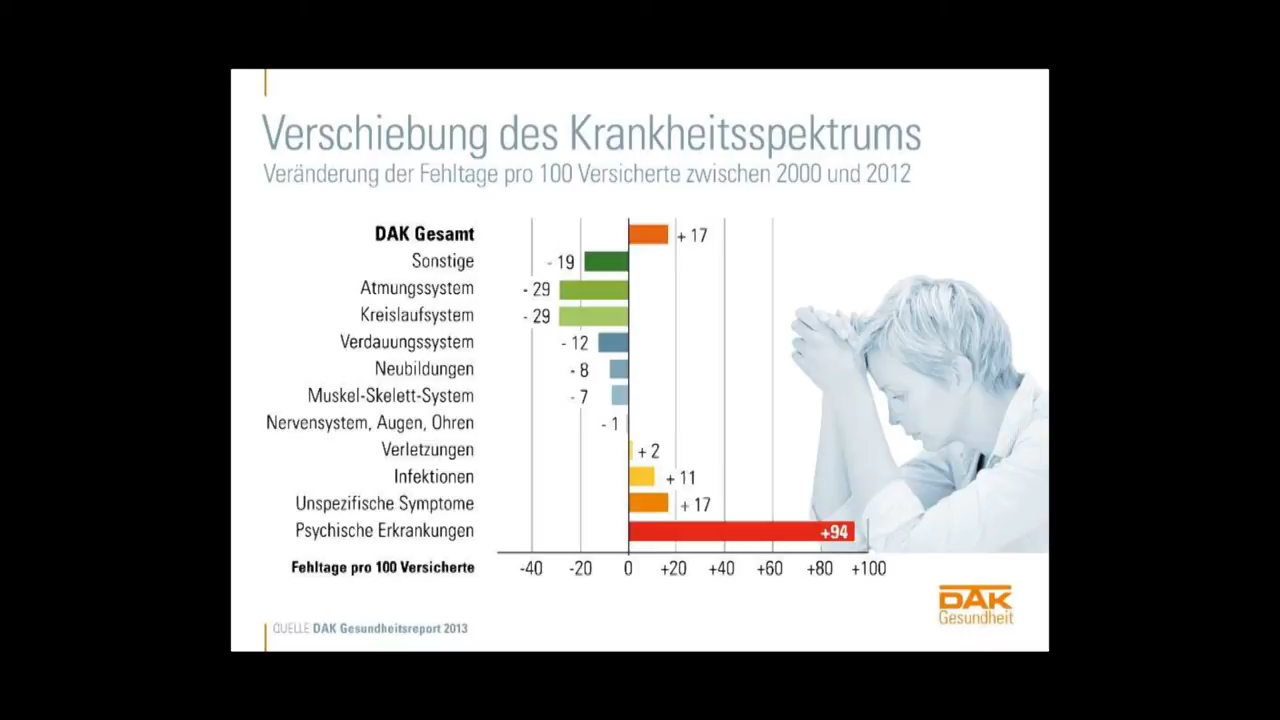 Verschiebung des Krankheitsspektrums
Veränderung der Fehltage pro 100 Versicherte zwischen 2000 und 2012
DAK Gesamt + 17
Sonstige - 19
Atmungssystem - 29
Kreislaufsystem - 29
Verdauungssystem - 12
Neubildungen - 8
Muskel-Skelett-System - 7
Nervensystem, Augen, Ohren - 1
Verletzungen + 2
Infektionen + 11
Unspezifische Symptome + 17
Psychische Erkrankungen +94
Fehltage pro 100 Versicherte -40 -20 0 +20 +40 +60 +80 +100
DAK
Gesundheit
QUELLE DAK Gesundheitsreport 2013